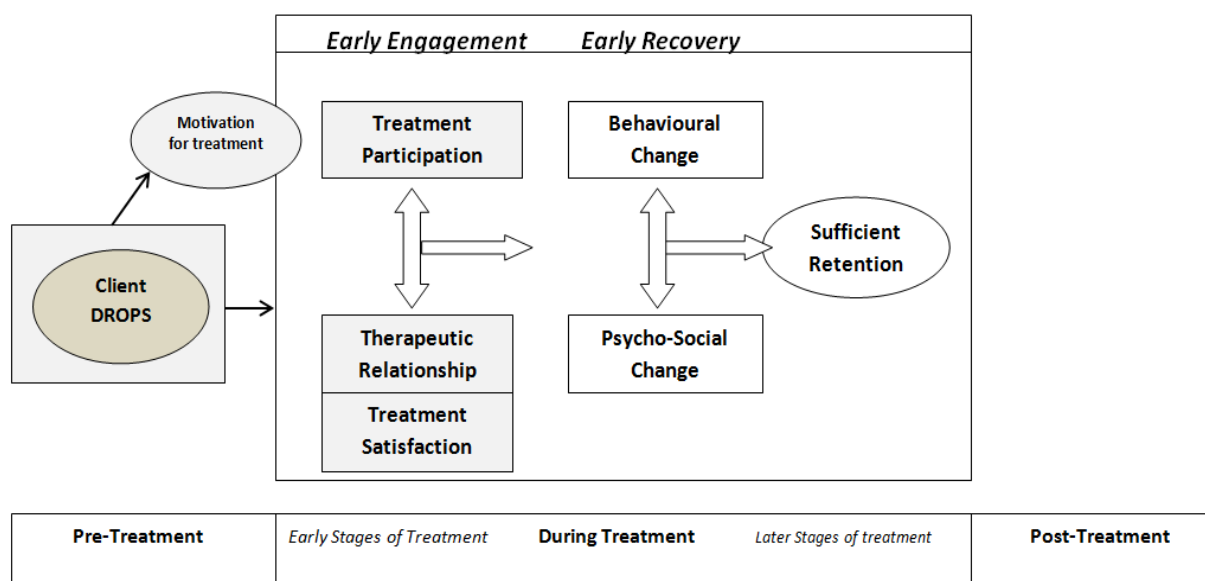 Early Engagement
Early Recovery
Motivation
for treatment
Treatment
Participation
Behavioural
Change
Client
DROPS
Sufficient
Retention
Therapeutic
Relationship
Psycho-Social
Change
Treatment
Satisfaction
Pre-Treatment
Early Stages of Treatment
During Treatment
Later Stages of treatment
Post-Treatment